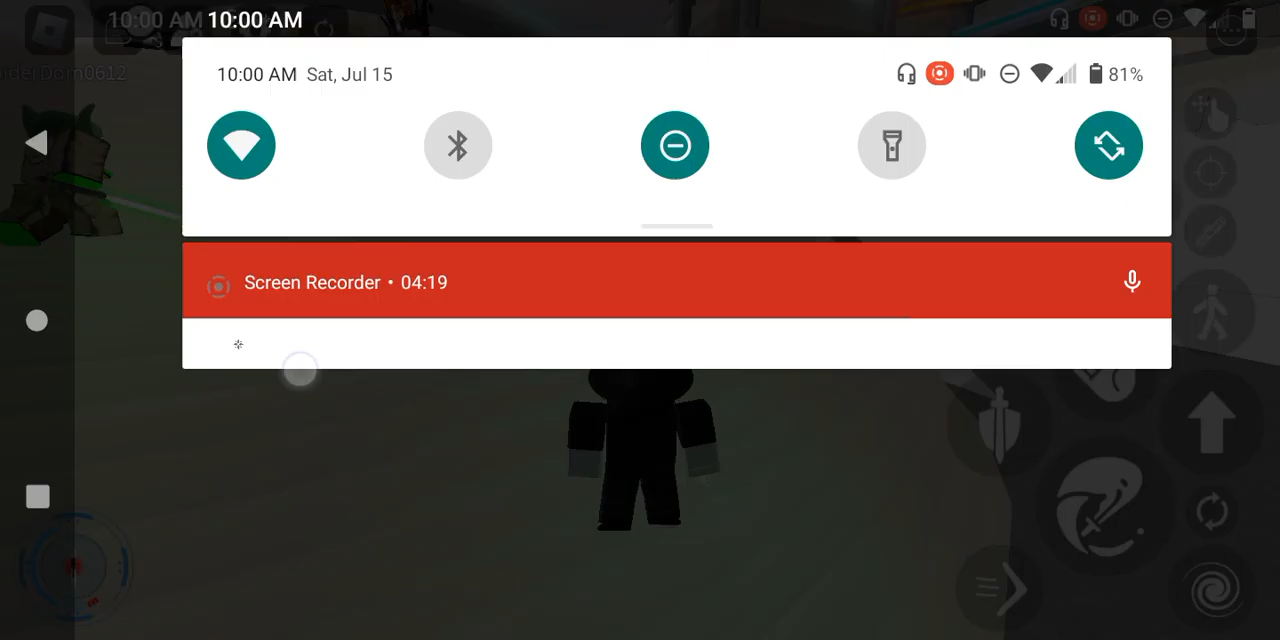 10:00 AM 10:00 AM
10:00 AM Sat, Jul 15
81%
Screen Recorder • 04:19